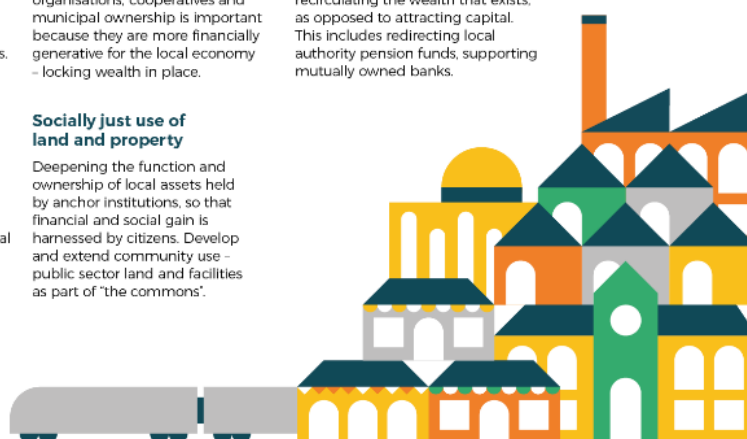 organisations, cooperatives and
municipal ownership is important
because they are more financially
generative for the local economy
– locking wealth in place.
Socially just use of
land and property
Deepening the function and
ownership of local assets held
by anchor institutions, so that
financial and social gain is
harnessed by citizens. Develop
and extend community use –
public sector land and facilities
as part of “the commons”.
recirculating the wealth that exists,
as opposed to attracting capital.
This includes redirecting local
authority pension funds, supporting
mutually owned banks.